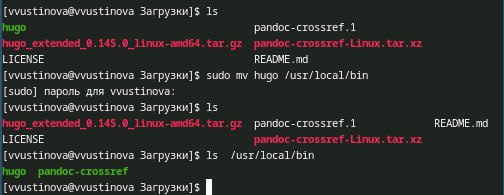 [vvustinova@vvustinova Загрузки]$ ls
hugo pandoc-crossref.1
hugo_extended_0.145.0_linux-amd64.tar.gz pandoc-crossref-Linux.tar.xz
LICENSE README.md
[vvustinova@vvustinova Загрузки]$ sudo mv hugo /usr/local/bin
[sudo] пароль для vvustinova:
[vvustinova@vvustinova Загрузки]$ ls
hugo_extended_0.145.0_linux-amd64.tar.gz pandoc-crossref.1 README.md
LICENSE pandoc-crossref-Linux.tar.xz
[vvustinova@vvustinova Загрузки]$ ls  /usr/local/bin
hugo pandoc-crossref
[vvustinova@vvustinova Загрузки]$